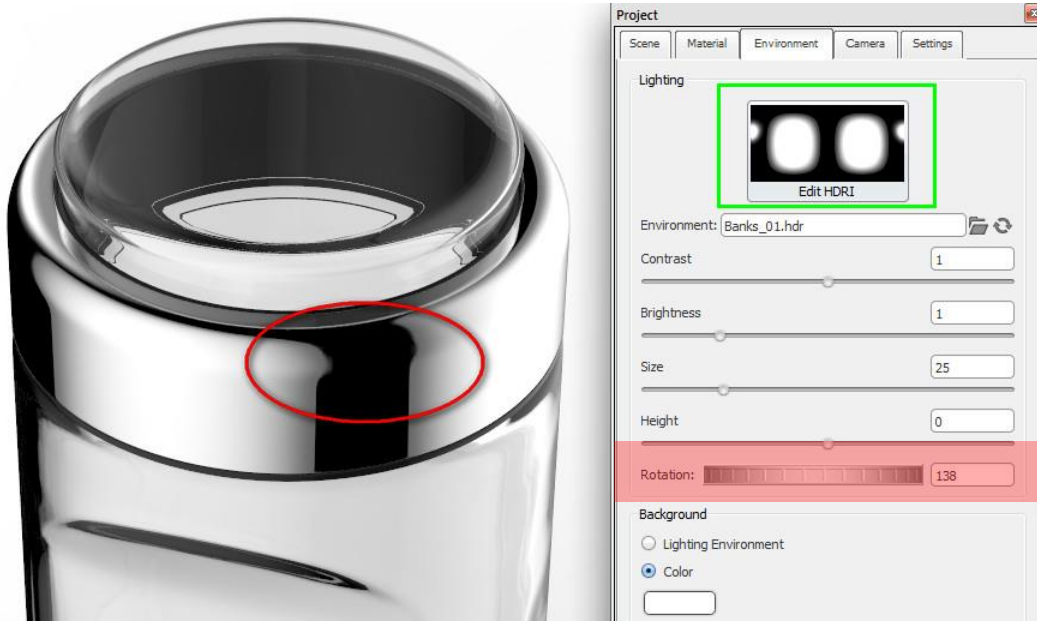 Project
Scene Material Environment Camera Settings
Lighting
Edit HDRI
Environment: Banks_01.hdr
Contrast 1
Brightness 1
Size 25
Height 0
Rotation: 138
Background
Lighting Environment
Color